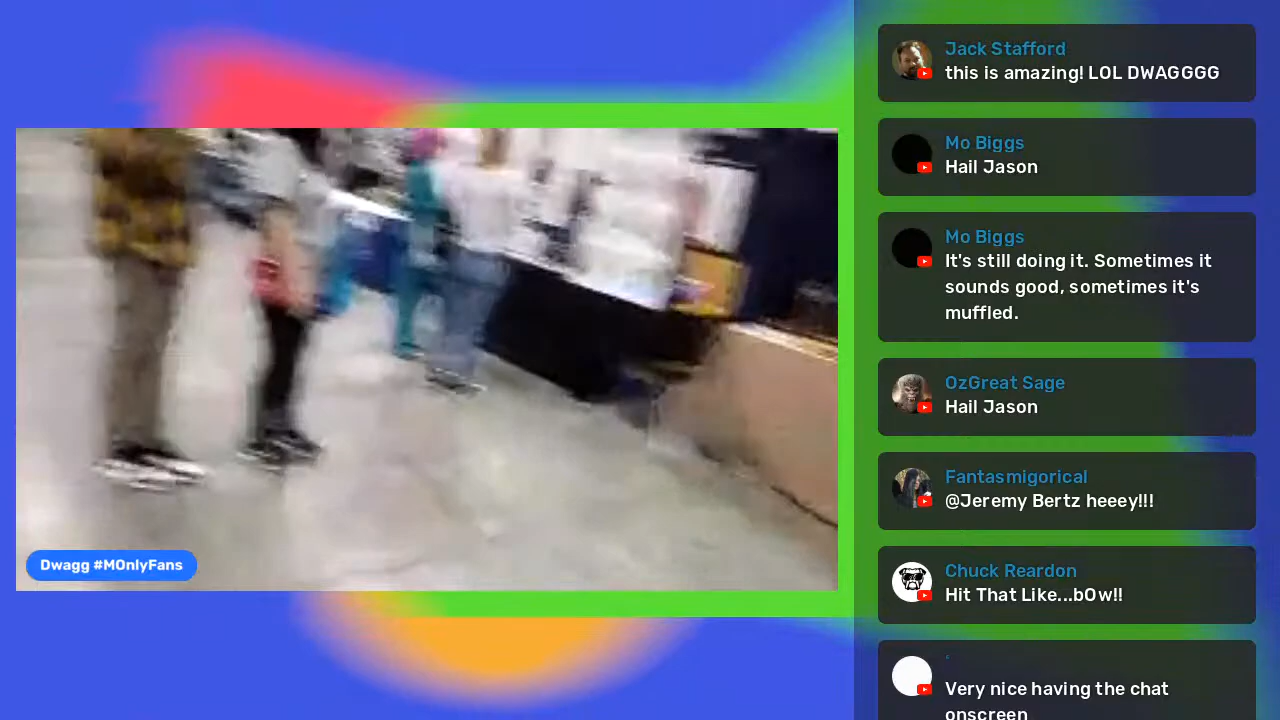 Jack Stafford
this is amazing! LOL DWAGGGG
Mo Biggs
Hail Jason
Mo Biggs
It's still doing it. Sometimes it
sounds good, sometimes it's
muffled.
OzGreat Sage
Hail Jason
Fantasmigorical
@Jeremy Bertz heeey!!!
Chuck Reardon
Hit That Like...bOw!!
Very nice having the chat
onscreen
Dwagg #MOnlyFans